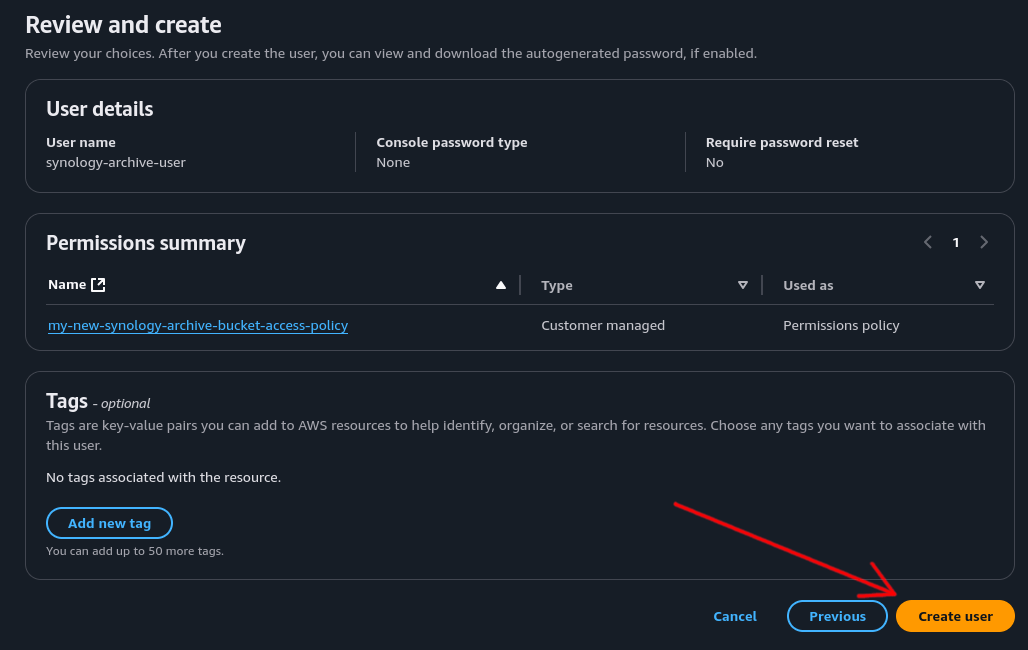 Review and create
Review your choices. After you create the user, you can view and download the autogenerated password, if enabled.
User details
User name
synology-archive-user
Console password type
None
Require password reset
No
Permissions summary
1
Name
Type
Used as
my-new-synology-archive-bucket-access-policy
Customer managed
Permissions policy
Tags - optional
Tags are key-value pairs you can add to AWS resources to help identify, organize, or search for resources. Choose any tags you want to associate with
this user.
No tags associated with the resource.
Add new tag
You can add up to 50 more tags.
Cancel
Previous
Create user